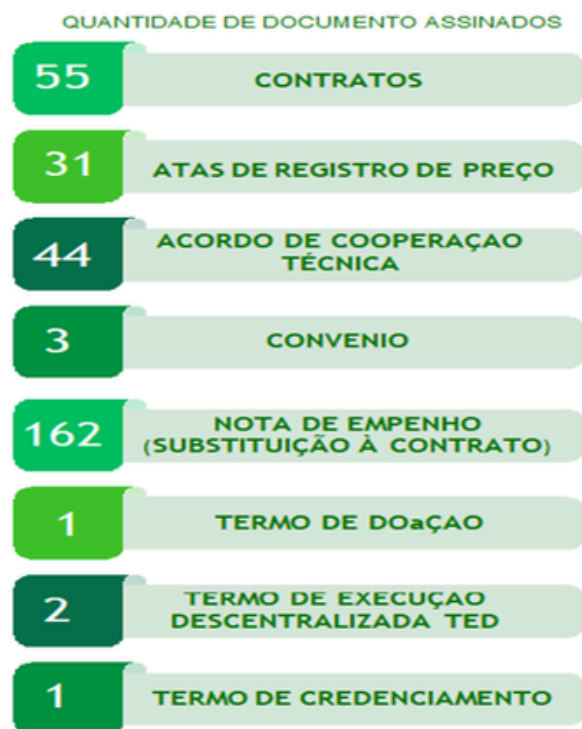 QUANTIDADE DE DOCUMENTO ASSINADOS
55
CONTRATOS
31
ATAS DE REGISTRO DE PREÇO
44
ACORDO DE COOPERAÇAO
TÉCNICA
3
CONVENIO
162
NOTA DE EMPENHO
(SUBSTITUIÇÃO À CONTRATO)
1
TERMO DE DOaÇAO
2
TERMO DE EXECUÇAO
DESCENTRALIZADA TED
1
TERMO DE CREDENCIAMENTO